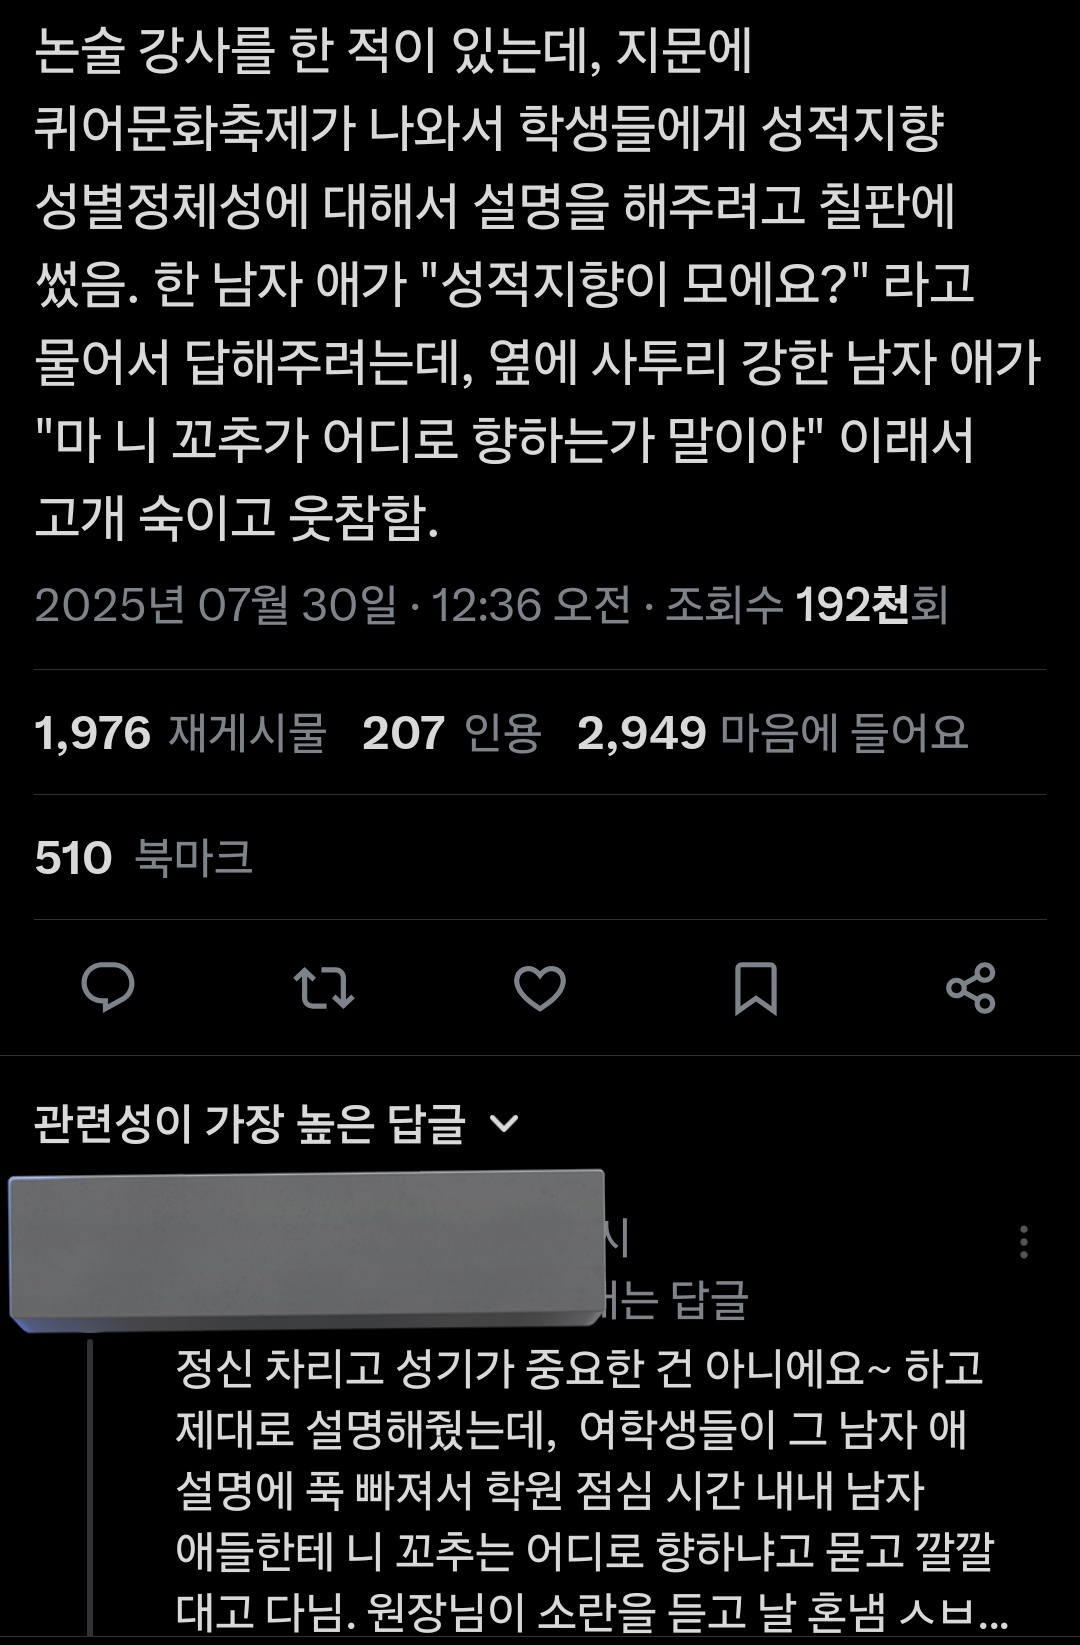 논술 강사를 한 적이 있는데, 지문에
퀴어문화축제가 나와서 학생들에게 성적지향
성별정체성에 대해서 설명을 해주려고 칠판에
썼음. 한 남자 애가 "성적지향이 모에요?" 라고
물어서 답해주려는데, 옆에 사투리 강한 남자 애가
"마 니 꼬추가 어디로 향하는가 말이야" 이래서
고개 숙이고 웃참함.
2025년 07월 30일 · 12:36 오전 · 조회수 192천회
1,976 재게시물 207 인용 2,949 마음에 들어요
510 북마크
관련성이 가장 높은 답글
답글
정신 차리고 성기가 중요한 건 아니에요~ 하고
제대로 설명해줬는데, 여학생들이 그 남자 애
설명에 푹 빠져서 학원 점심 시간 내내 남자
애들한테 니 꼬추는 어디로 향하냐고 묻고 깔깔
대고 다님. 원장님이 소란을 듣고 날 혼냄 ㅅㅂ...